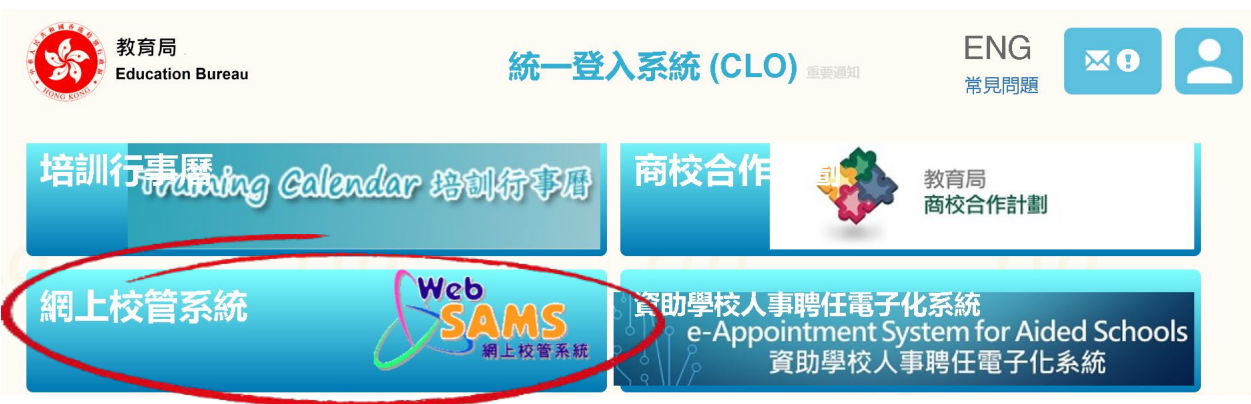 教育局
Education Bureau
HONG KONG
統一登入系統 (CLO) 重要通知
ENG
常見問題
培訓行事曆
Training Calendar 培訓行事曆
商校合作計劃
教育局
商校合作計劃
網上校管系統
Web
SAMS
網上校管系統
資助學校人事聘任電子化系統
e-Appointment System for Aided Schools
資助學校人事聘任電子化系統